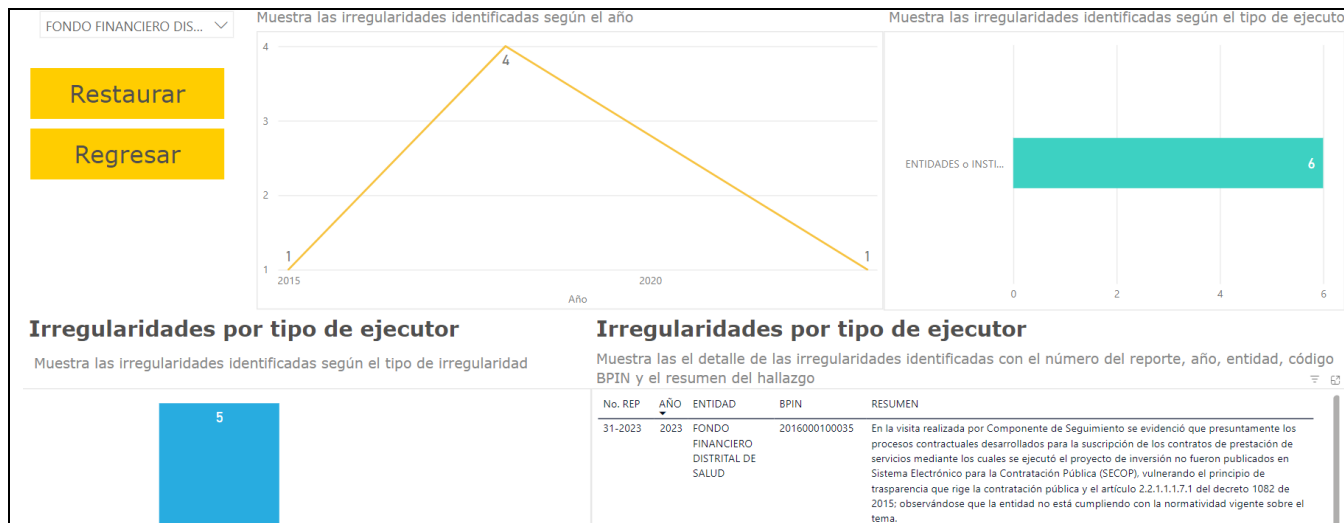 FONDO FINANCIERO DIS...
Restaurar
Regresar
Muestra las irregularidades identificadas según el año
4
3
2
1
4
1
1
2015
2020
Año
Muestra las irregularidades identificadas según el tipo de ejecuto
ENTIDADES o INSTI...
6
0
2
4
6
Irregularidades por tipo de ejecutor
Muestra las irregularidades identificadas según el tipo de irregularidad
5
Irregularidades por tipo de ejecutor
Muestra las el detalle de las irregularidades identificadas con el número del reporte, año, entidad, código
BPIN y el resumen del hallazgo
No. REP AÑO ENTIDAD BPIN RESUMEN
31-2023 2023 FONDO 2016000100035 En la visita realizada por Componente de Seguimiento se evidenció que presuntamente los
FINANCIERO procesos contractuales desarrollados para la suscripción de los contratos de prestación de
DISTRITAL DE servicios mediante los cuales se ejecutó el proyecto de inversión no fueron publicados en
SALUD Sistema Electrónico para la Contratación Pública (SECOP), vulnerando el principio de
trasparencia que rige la contratación pública y el artículo 2.2.1.1.1.7.1 del decreto 1082 de
2015; observándose que la entidad no está cumpliendo con la normatividad vigente sobre el
tema.